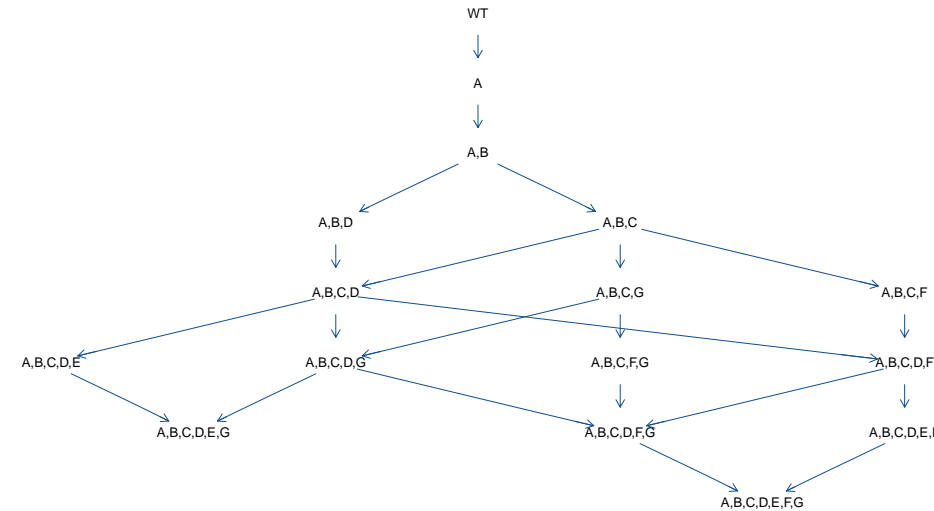 WT
A
A,B
A,B,D
A,B,C
A,B,C,D
A,B,C,G
A,B,C,F
A,B,C,D,E
A,B,C,D,G
A,B,C,F,G
A,B,C,D,F
A,B,C,D,E,G
A,B,C,D,F,G
A,B,C,D,E,
A,B,C,D,E,F,G